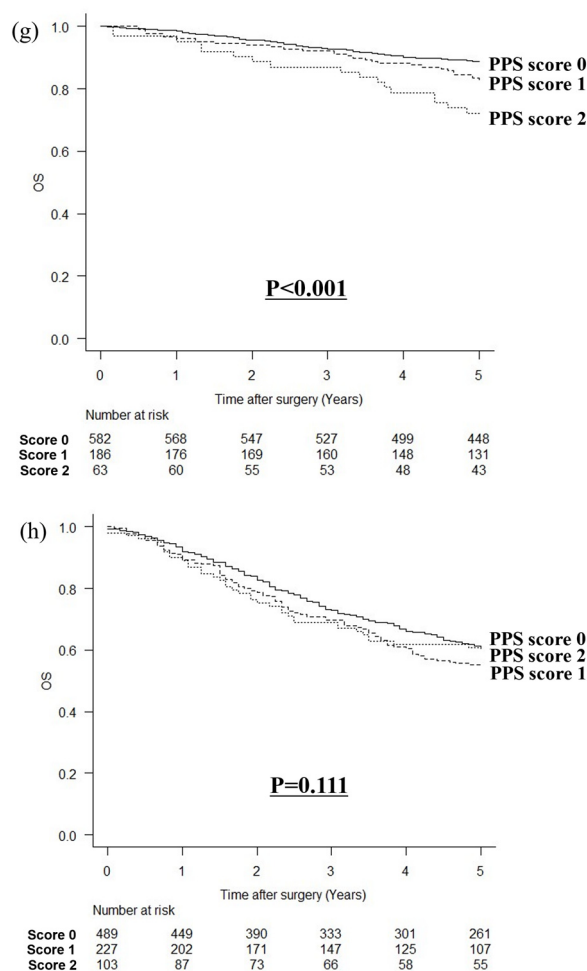 (g)
1.0
0.8
0.6
0.4
0.2
0.0
OS
PPS score 0
PPS score 1
PPS score 2
P<0.001
0 1 2 3 4 5
Time after surgery (Years)
Number at risk
Score 0 582 568 547 527 499 448
Score 1 186 176 169 160 148 131
Score 2 63 60 55 53 48 43
(h)
1.0
0.8
0.6
0.4
0.2
0.0
OS
PPS score 0
PPS score 2
PPS score 1
P=0.111
0 1 2 3 4 5
Time after surgery (Years)
Number at risk
Score 0 489 449 390 333 301 261
Score 1 227 202 171 147 125 107
Score 2 103 87 73 66 58 55